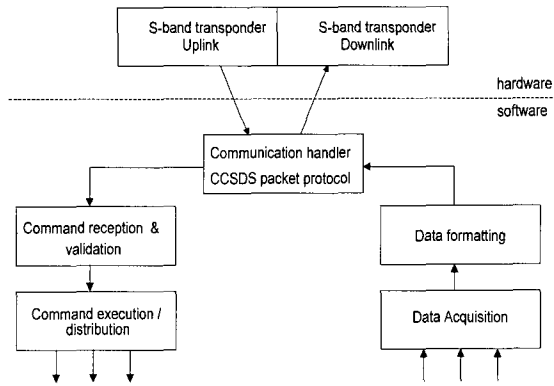 S-band transponder
Uplink
S-band transponder
Downlink
hardware
software
Communication handler
CCSDS packet protocol
Command reception &
validation
Data formatting
Command execution /
distribution
Data Acquisition